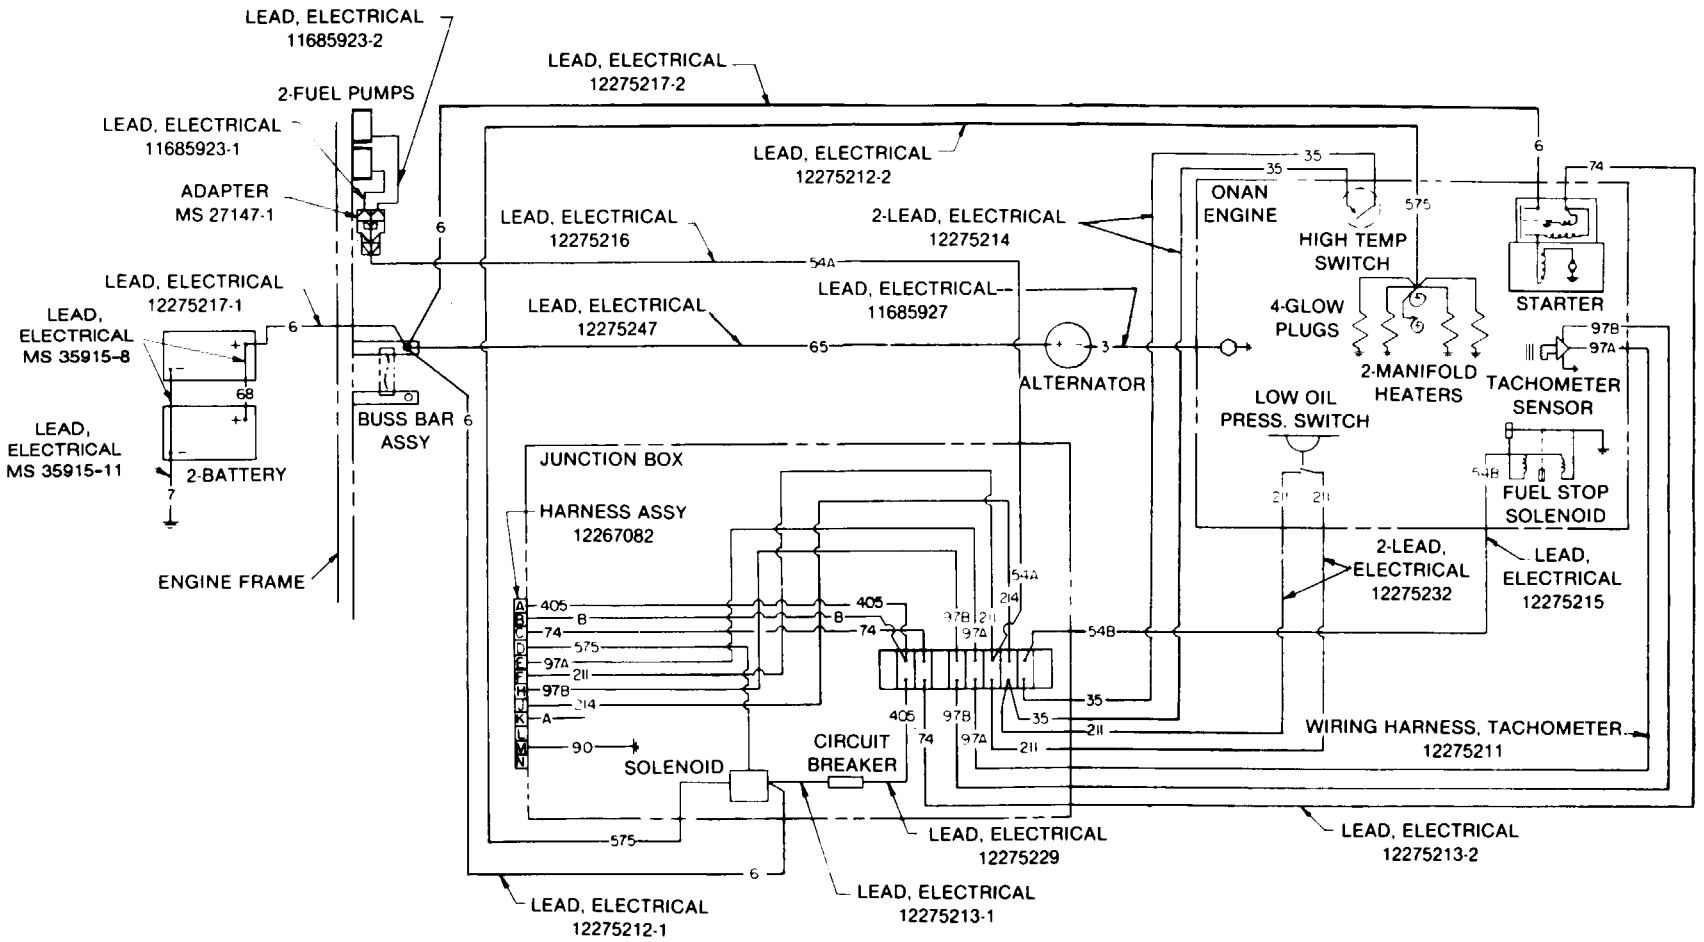 LEAD, ELECTRICAL
11685923-2
LEAD, ELECTRICAL
12275217-2
2-FUEL PUMPS
LEAD, ELECTRICAL
11685923-1
LEAD, ELECTRICAL
12275212-2
35
35
6
74
ADAPTER
MS 27147-1
ONAN
ENGINE
575
LEAD, ELECTRICAL
12275216
2-LEAD, ELECTRICAL
12275214
6
HIGH TEMP
SWITCH
54A
LEAD, ELECTRICAL
12275217-1
LEAD, ELECTRICAL
11685927
STARTER
LEAD,
ELECTRICAL
MS 35915-8
6
LEAD, ELECTRICAL
12275247
4-GLOW
PLUGS
97B
97A
+
-
65
+
-
3
ALTERNATOR
2-MANIFOLD
HEATERS
TACHOMETER
SENSOR
68
LOW OIL
PRESS. SWITCH
BUSS BAR
ASSY
6
LEAD,
ELECTRICAL
MS 35915-11
+
-
2-BATTERY
7
JUNCTION BOX
54B
FUEL STOP
SOLENOID
211
211
HARNESS ASSY
12267082
2-LEAD,
ELECTRICAL
12275232
LEAD,
ELECTRICAL
12275215
ENGINE FRAME
54A
214
A
405
405
97B
211
B
B
B
97A
C
74
74
54B
D
575
E
97A
F
211
H
97B
J
214
35
K
A
405
97B
35
L
74
97A
211
M
90
211
N
WIRING HARNESS, TACHOMETER
12275211
SOLENOID
CIRCUIT
BREAKER
575
LEAD, ELECTRICAL
12275229
LEAD, ELECTRICAL
12275213-2
6
LEAD, ELECTRICAL
12275213-1
LEAD, ELECTRICAL
12275212-1